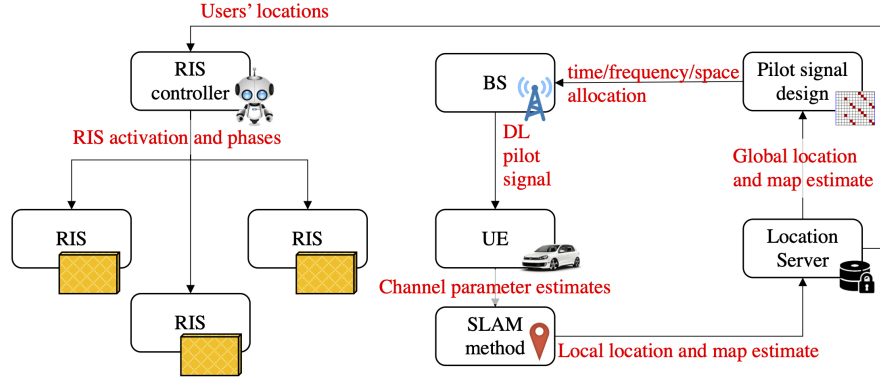 Users' locations
RIS
controller
RIS activation and phases
RIS
RIS
RIS
BS
time/frequency/space
allocation
Pilot signal
design
DL
pilot
signal
Global location
and map estimate
UE
Location
Server
Channel parameter estimates
SLAM
method
Local location and map estimate